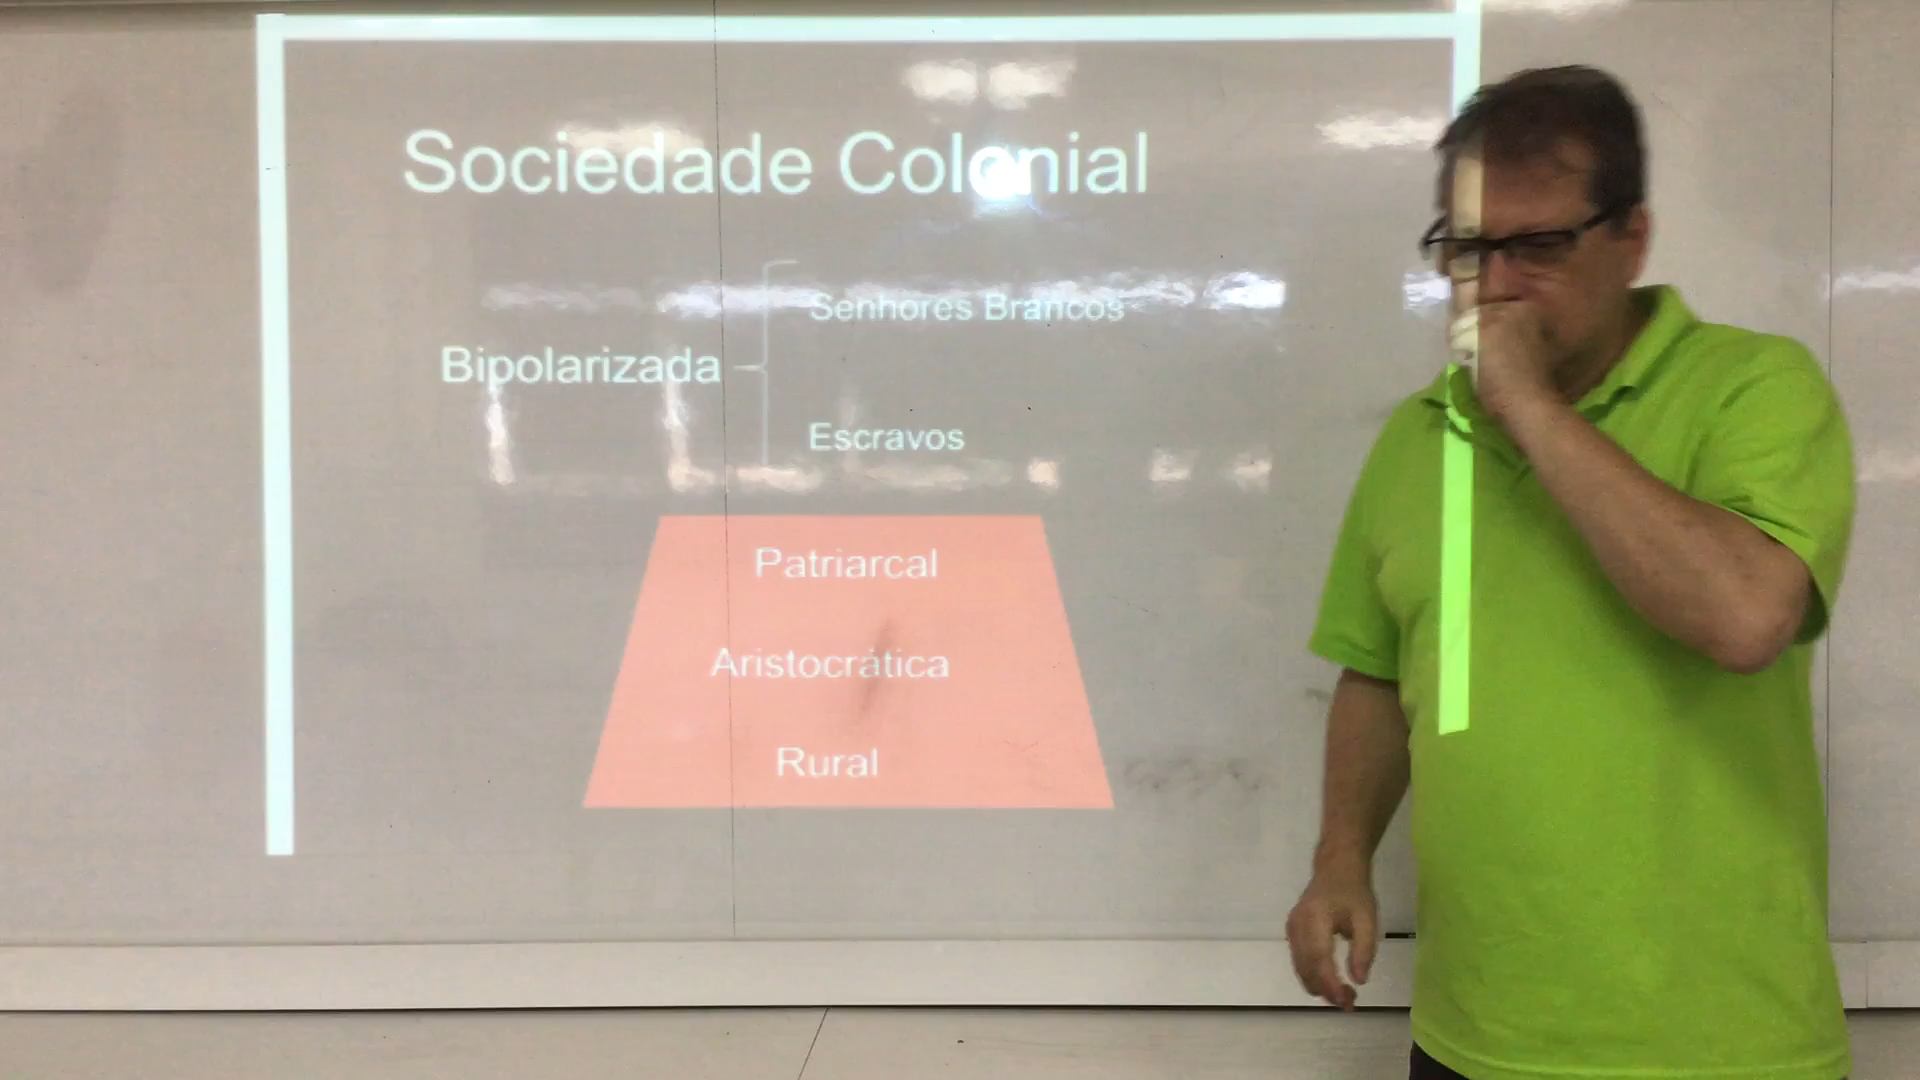 Sociedade Colonial
Senhores Brancos
Bipolarizada
Escravos
Patriarcal
Aristocrática
Rural